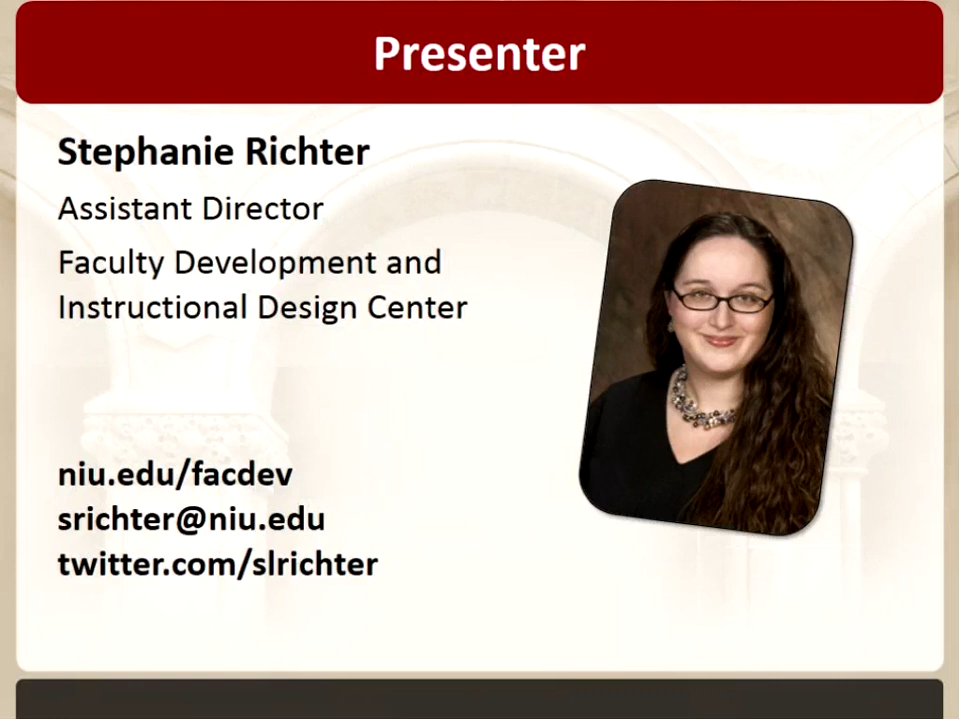 Presenter
Stephanie Richter
Assistant Director
Faculty Development and
Instructional Design Center
niu.edu/facdev
srichter@niu.edu
twitter.com/slrichter